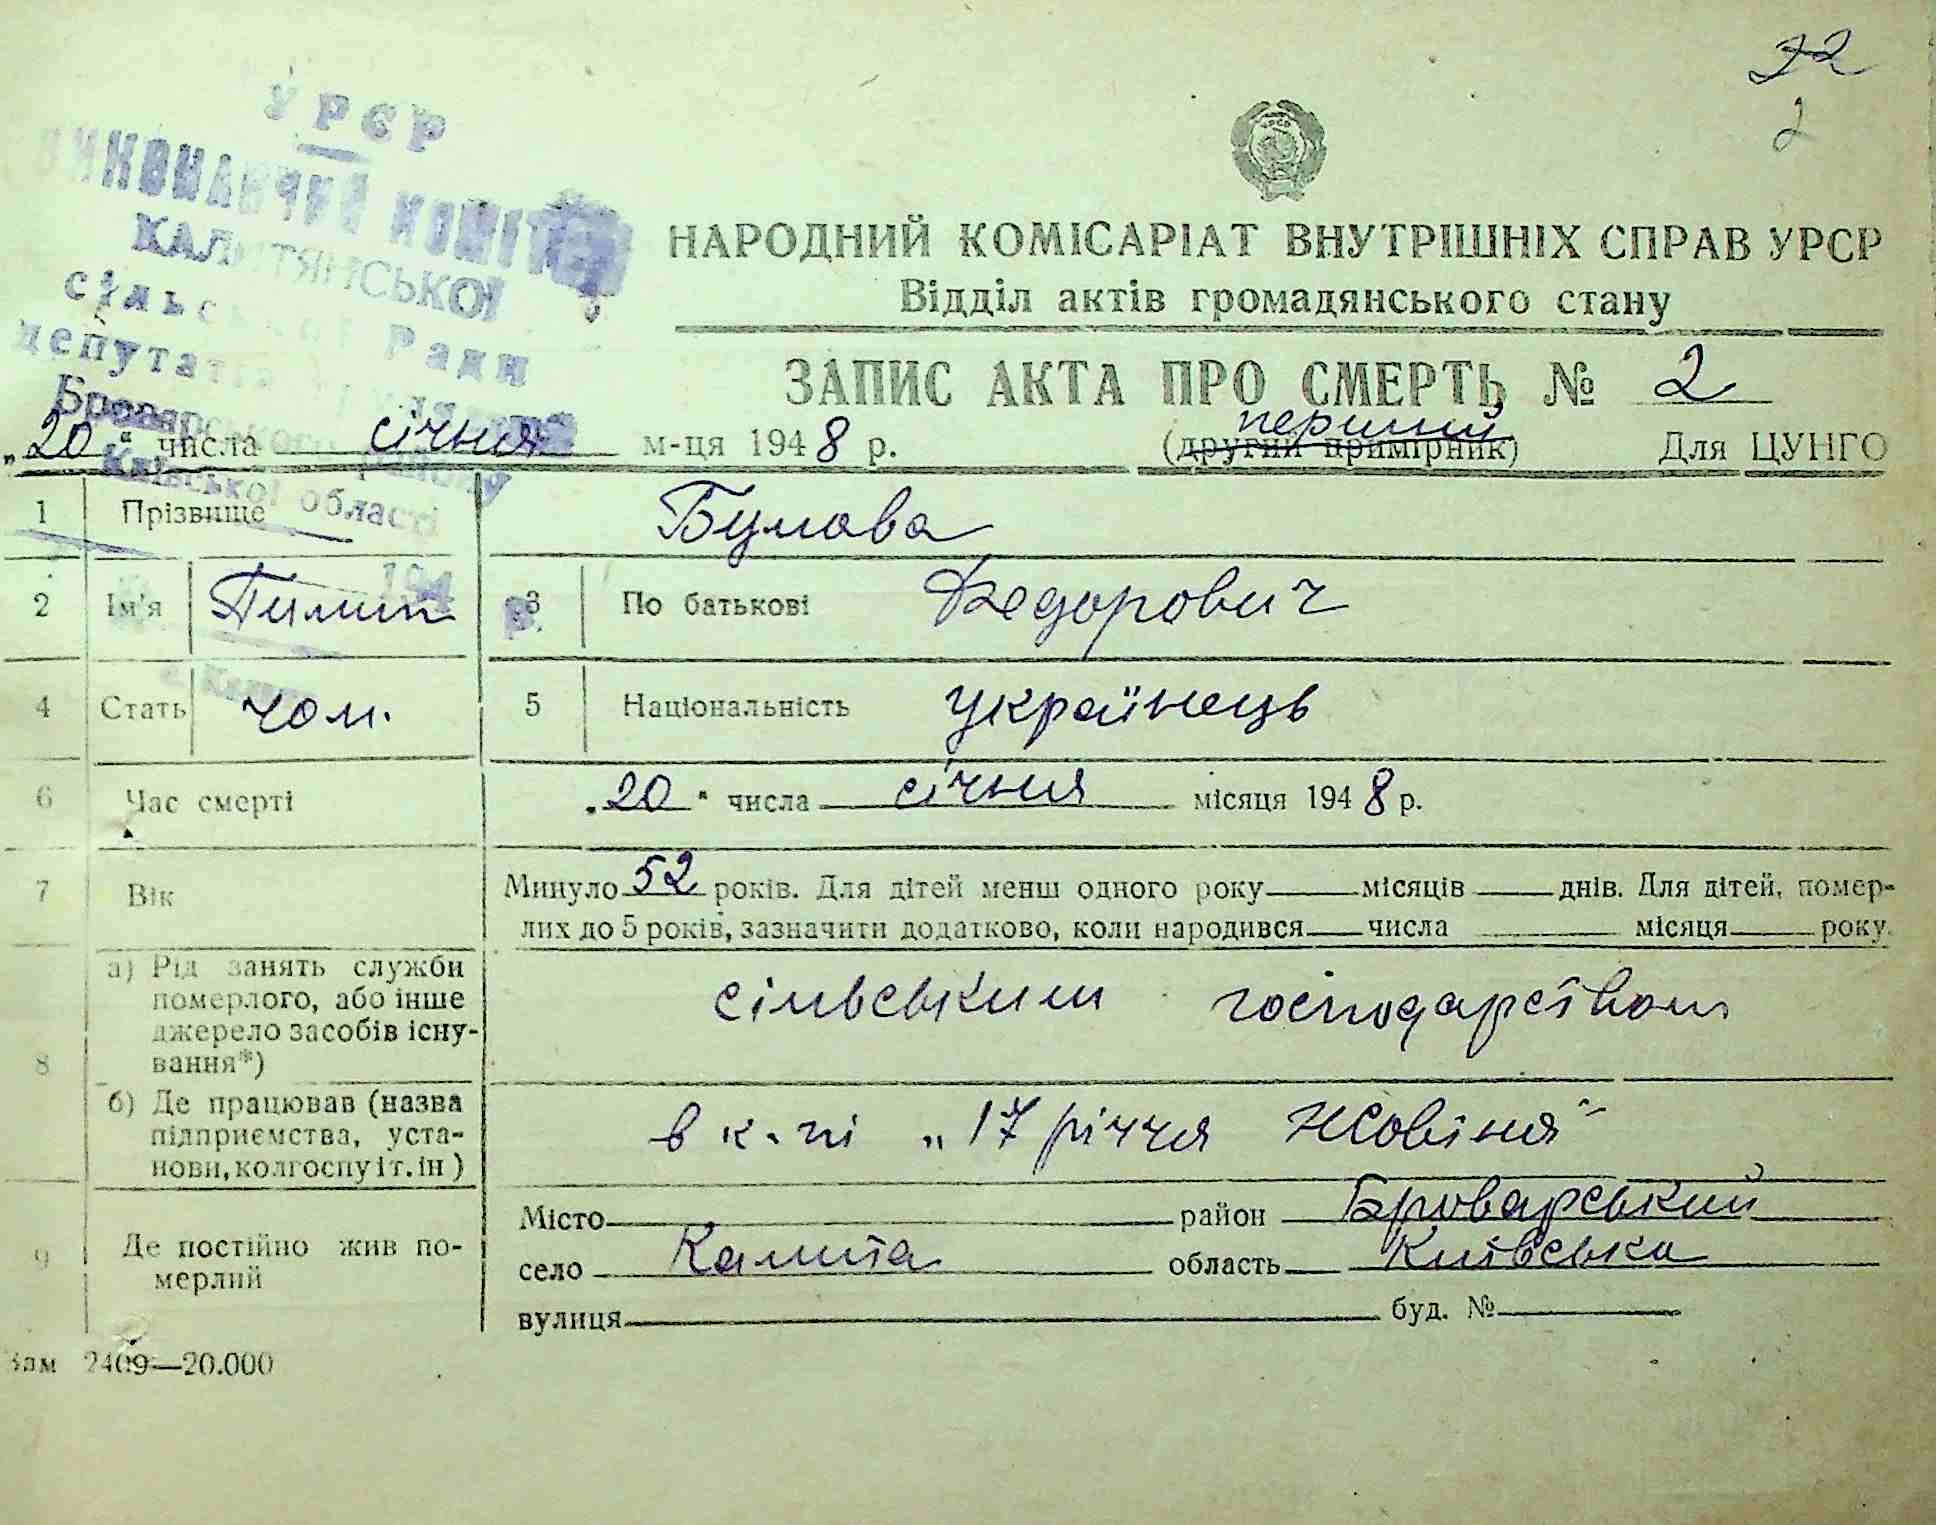 22
2
УРСР
ВИКОНАВЧИЙ КОМІТЕТ
КАЛИТЯНСЬКОЇ
сільської Ради
депутатів
Броварського району
Київської області
НАРОДНИЙ КОМІСАРІАТ ВНУТРІШНІХ СПРАВ УРСР
Відділ актів громадянського стану
ЗАПИС АКТА ПРО СМЕРТЬ № 2
„20“ числа січня м-ця 1948 р.
перший
(другий примірник) Для ЦУНГО
1 Прізвище Булава
2 Ім'я Пилип 3 По батькові Федорович
4 Стать чол. 5 Національність українець
6 Час смерті „20“ числа січня місяця 1948 р.
7 Вік Минуло 52 років. Для дітей менш одного року місяців днів. Для дітей, помер-
лих до 5 років, зазначити додатково, коли народився числа місяця року
8 а) Рід занять служби
померлого, або інше
джерело засобів існу-
вання*)
сільським господарством
б) Де працював (назва
підприємства, уста-
нови, колгоспу і т. ін)
в к-пі „17 річчя Жовтня"
9 Де постійно жив по-
мерлий
Місто район Броварський
село Калита область Київська
вулиця буд. №
Зам 2409—20.000